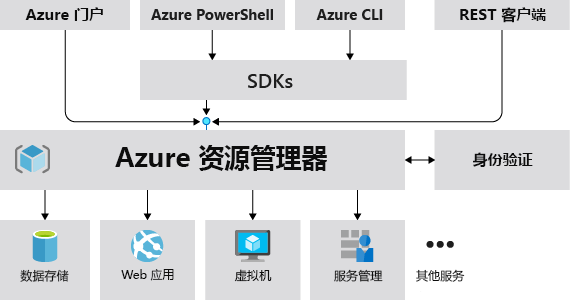 Azure 门户
Azure PowerShell
Azure CLI
REST 客户端
SDKs
Azure 资源管理器
身份验证
数据存储
Web 应用
虚拟机
服务管理
其他服务